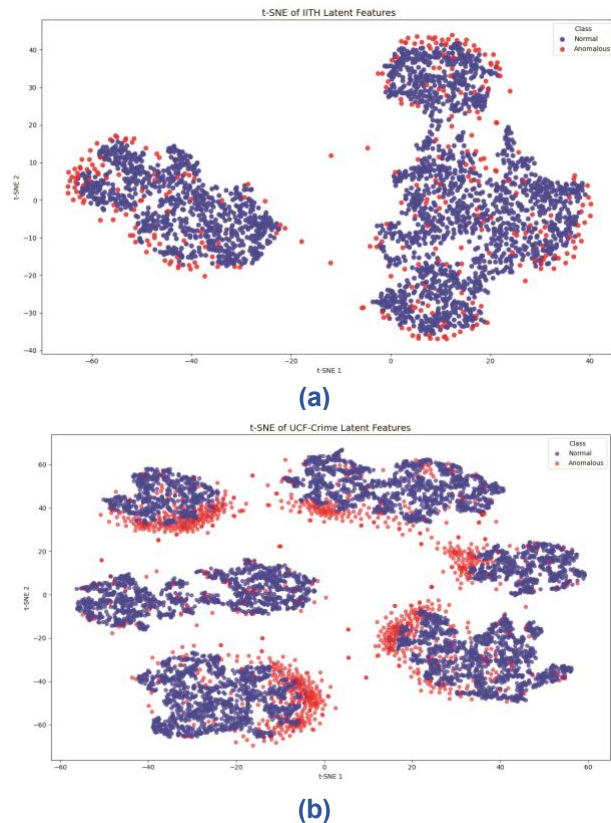 t-SNE of IITH Latent Features
Class
Normal
Anomalous
40
30
20
10
0
−10
−20
−30
−40
t-SNE 2
−60
−40
−20
0
20
40
t-SNE 1
(a)
t-SNE of UCF-Crime Latent Features
Class
Normal
Anomalous
60
40
20
0
−20
−40
−60
t-SNE 2
−60
−40
−20
0
20
40
60
t-SNE 1
(b)